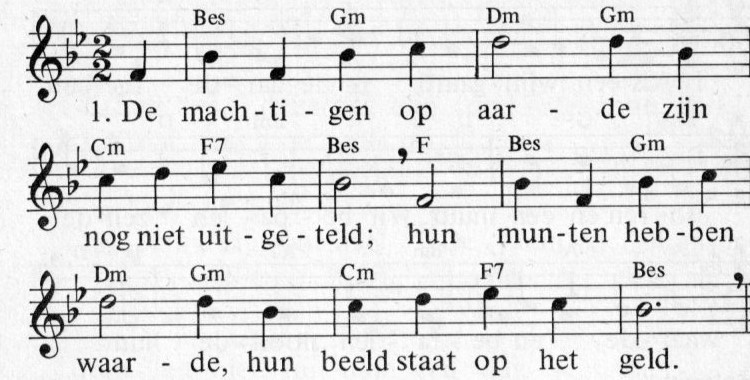 Bes Gm Dm Gm
2
2
1. De mach - ti - gen op aar - de zijn
Cm F7 Bes F Bes Gm
nog niet uit - ge - teld; hun mun - ten heb - ben
Dm Gm Cm F7 Bes
waar - de, hun beeld staat op het geld.